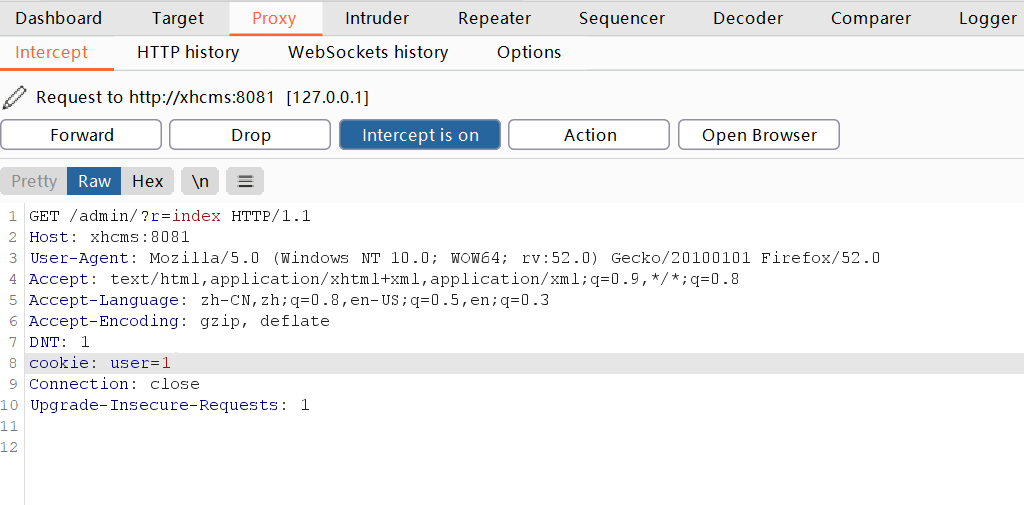 Dashboard Target Proxy Intruder Repeater Sequencer Decoder Comparer Logger
Intercept HTTP history WebSockets history Options
Request to http://xhcms:8081 [127.0.0.1]
Forward Drop Intercept is on Action Open Browser
Pretty Raw Hex \n
1 GET /admin/?r=index HTTP/1.1
2 Host: xhcms:8081
3 User-Agent: Mozilla/5.0 (Windows NT 10.0; WOW64; rv:52.0) Gecko/20100101 Firefox/52.0
4 Accept: text/html,application/xhtml+xml,application/xml;q=0.9,*/*;q=0.8
5 Accept-Language: zh-CN,zh;q=0.8,en-US;q=0.5,en;q=0.3
6 Accept-Encoding: gzip, deflate
7 DNT: 1
8 cookie: user=1
9 Connection: close
10 Upgrade-Insecure-Requests: 1
11
12